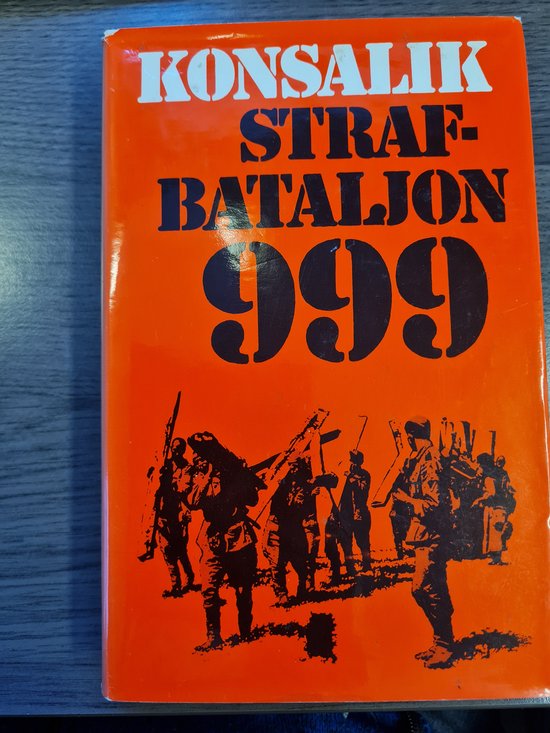 KONSALIK
STRAF-
BATALJON
999